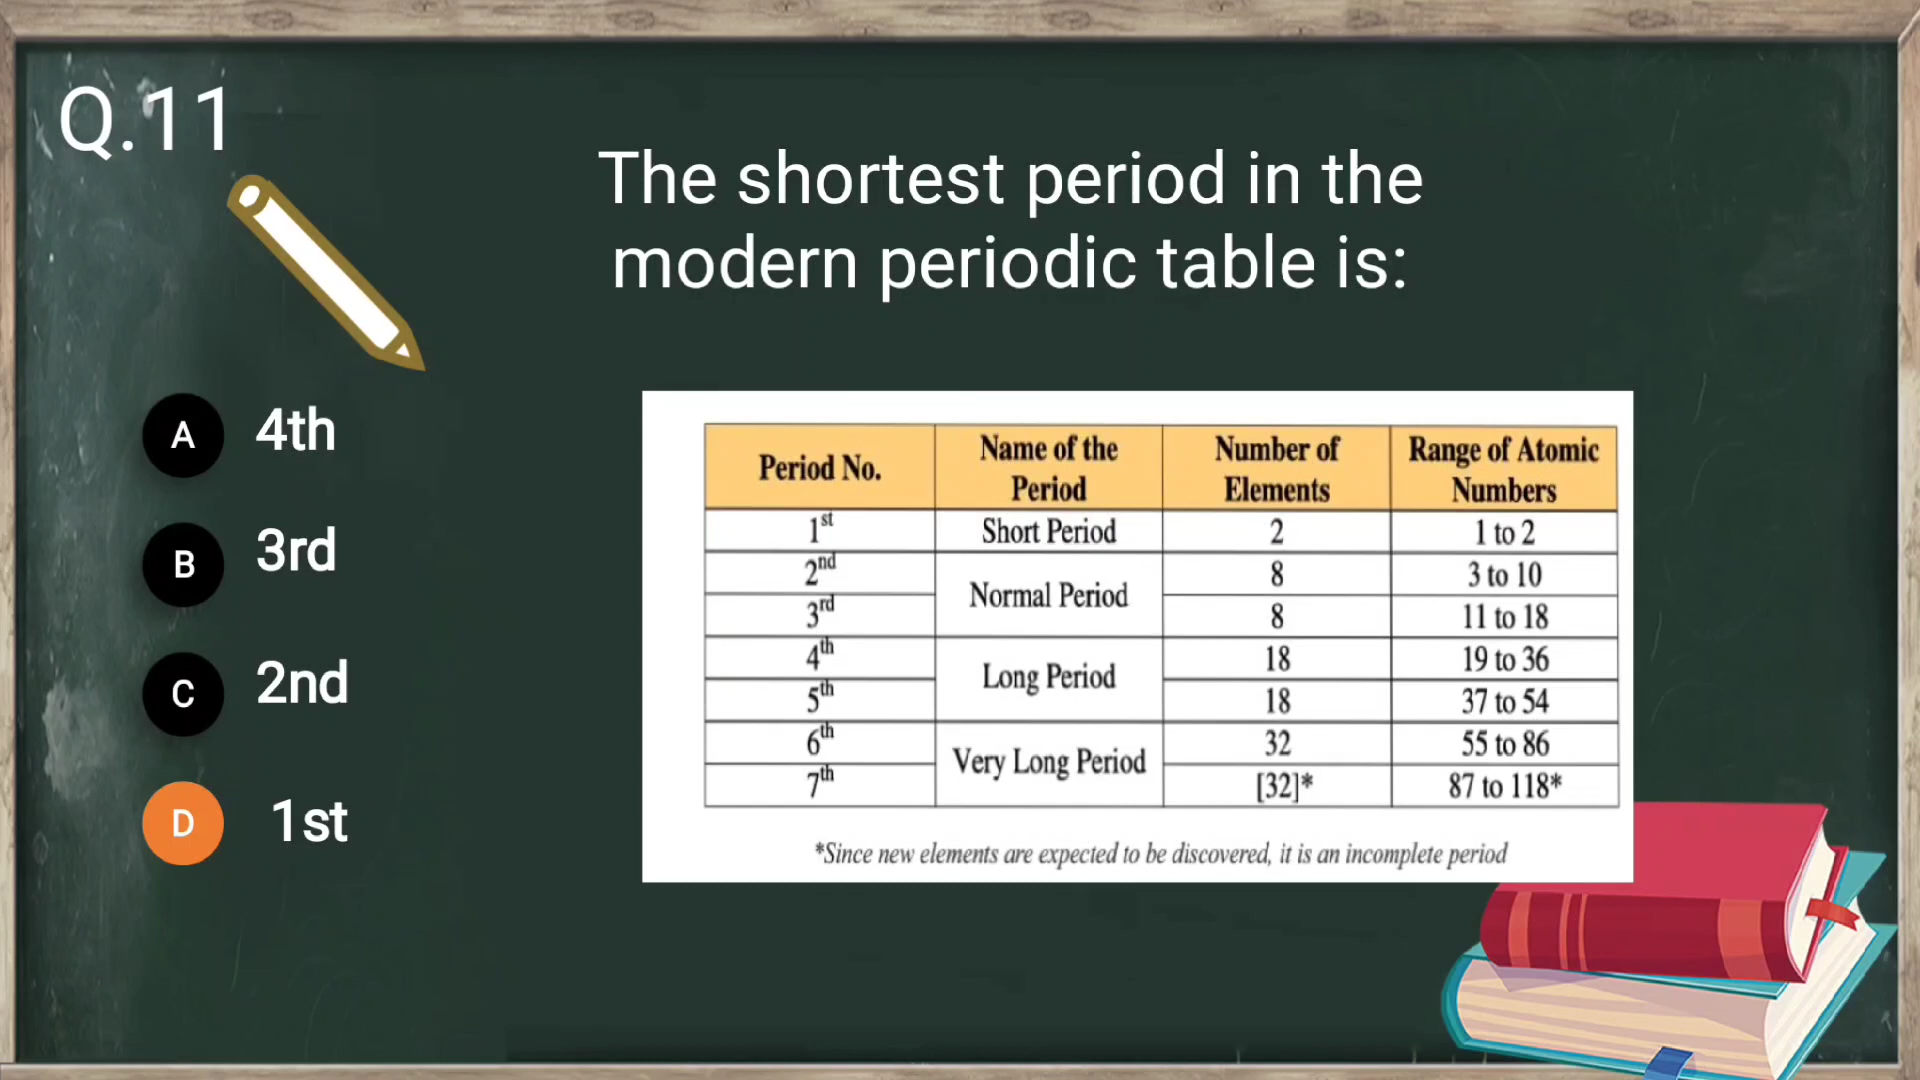 Q.11
The shortest period in the
modern periodic table is:
A 4th
B 3rd
C 2nd
D 1st
Period No. Name of the Period Number of Elements Range of Atomic Numbers
1st Short Period 2 1 to 2
2nd Normal Period 8 3 to 10
3rd 8 11 to 18
4th Long Period 18 19 to 36
5th 18 37 to 54
6th Very Long Period 32 55 to 86
7th [32]* 87 to 118*
*Since new elements are expected to be discovered, it is an incomplete period